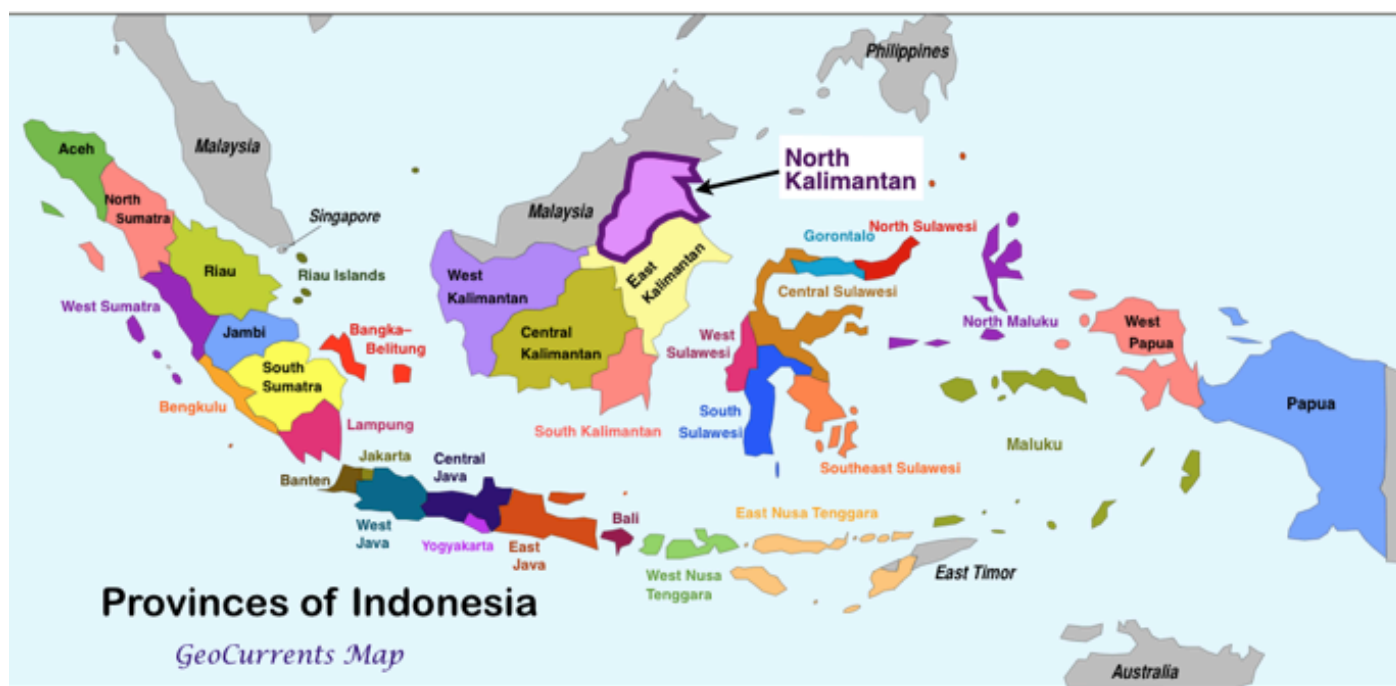 Philippines
Aceh
Malaysia
North
Kalimantan
North
Sumatra
Singapore
Malaysia
North Sulawesi
Gorontalo
Riau
Riau Islands
West
Kalimantan
East
Kalimantan
Central Sulawesi
West Sumatra
Jambi
Bangka–
Belitung
Central
Kalimantan
West
Sulawesi
North Maluku
West
Papua
South
Sumatra
Bengkulu
Lampung
South Kalimantan
South
Sulawesi
Papua
Maluku
Southeast Sulawesi
Jakarta
Banten
Central
Java
West
Java
Yogyakarta
East
Java
Bali
East Nusa Tenggara
West Nusa
Tenggara
East Timor
Provinces of Indonesia
GeoCurrents Map
Australia